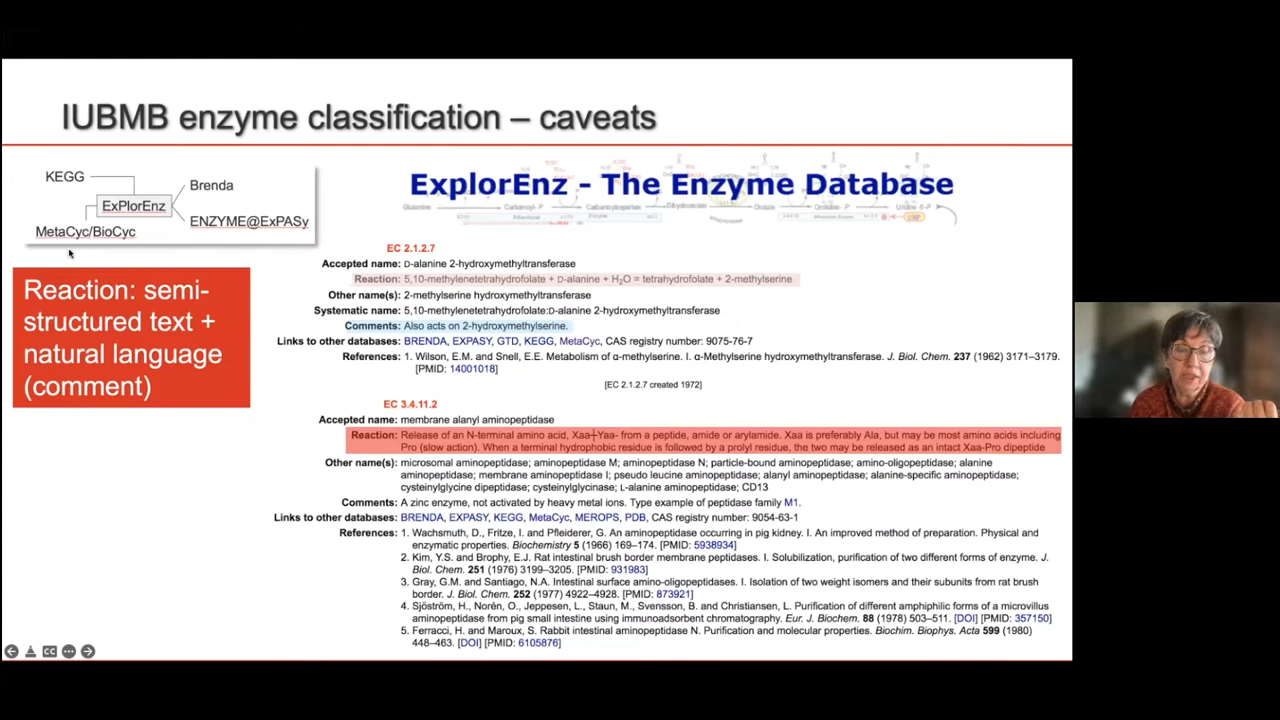 IUBMB enzyme classification – caveats
KEGG
Brenda
ExPlorEnz
MetaCyc/BioCyc
ENZYME@ExPASy
Reaction: semi-
structured text +
natural language
(comment)
ExplorEnz - The Enzyme Database
EC 2.1.2.7
Accepted name: D-alanine 2-hydroxymethyltransferase
Reaction: 5,10-methylenetetrahydrofolate + D-alanine + H2O = tetrahydrofolate + 2-methylserine
Other name(s): 2-methylserine hydroxymethyltransferase
Systematic name: 5,10-methylenetetrahydrofolate:D-alanine 2-hydroxymethyltransferase
Comments: Also acts on 2-hydroxymethylserine.
Links to other databases: BRENDA, EXPASY, GTD, KEGG, MetaCyc, CAS registry number: 9075-76-7
References: 1. Wilson, E.M. and Snell, E.E. Metabolism of α-methylserine. I. α-Methylserine hydroxymethyltransferase. J. Biol. Chem. 237 (1962) 3171–3179.
[PMID: 14001018]
[EC 2.1.2.7 created 1972]
EC 3.4.11.2
Accepted name: membrane alanyl aminopeptidase
Reaction: Release of an N-terminal amino acid, Xaa┼Yaa- from a peptide, amide or arylamide. Xaa is preferably Ala, but may be most amino acids including
Pro (slow action). When a terminal hydrophobic residue is followed by a prolyl residue, the two may be released as an intact Xaa-Pro dipeptide
Other name(s): microsomal aminopeptidase; aminopeptidase M; aminopeptidase N; particle-bound aminopeptidase; amino-oligopeptidase; alanine
aminopeptidase; membrane aminopeptidase I; pseudo leucine aminopeptidase; alanyl aminopeptidase; alanine-specific aminopeptidase;
cysteinylglycine dipeptidase; cysteinylglycinase; L-alanine aminopeptidase; CD13
Comments: A zinc enzyme, not activated by heavy metal ions. Type example of peptidase family M1.
Links to other databases: BRENDA, EXPASY, KEGG, MetaCyc, MEROPS, PDB, CAS registry number: 9054-63-1
References: 1. Wachsmuth, D., Fritze, I. and Pfleiderer, G. An aminopeptidase occurring in pig kidney. I. An improved method of preparation. Physical and
enzymatic properties. Biochemistry 5 (1966) 169–174. [PMID: 5938934]
2. Kim, Y.S. and Brophy, E.J. Rat intestinal brush border membrane peptidases. I. Solubilization, purification of two different forms of enzyme. J.
Biol. Chem. 251 (1976) 3199–3205. [PMID: 931983]
3. Gray, G.M. and Santiago, N.A. Intestinal surface amino-oligopeptidases. I. Isolation of two weight isomers and their subunits from rat brush
border. J. Biol. Chem. 252 (1977) 4922–4928. [PMID: 873921]
4. Sjöström, H., Norén, O., Jeppesen, L., Staun, M., Svensson, B. and Christiansen, L. Purification of different amphiphilic forms of a microvillus
aminopeptidase from pig small intestine using immunoadsorbent chromatography. Eur. J. Biochem. 88 (1978) 503–511. [DOI] [PMID: 357150]
5. Ferracci, H. and Maroux, S. Rabbit intestinal aminopeptidase N. Purification and molecular properties. Biochim. Biophys. Acta 599 (1980)
448–463. [DOI] [PMID: 6105876]